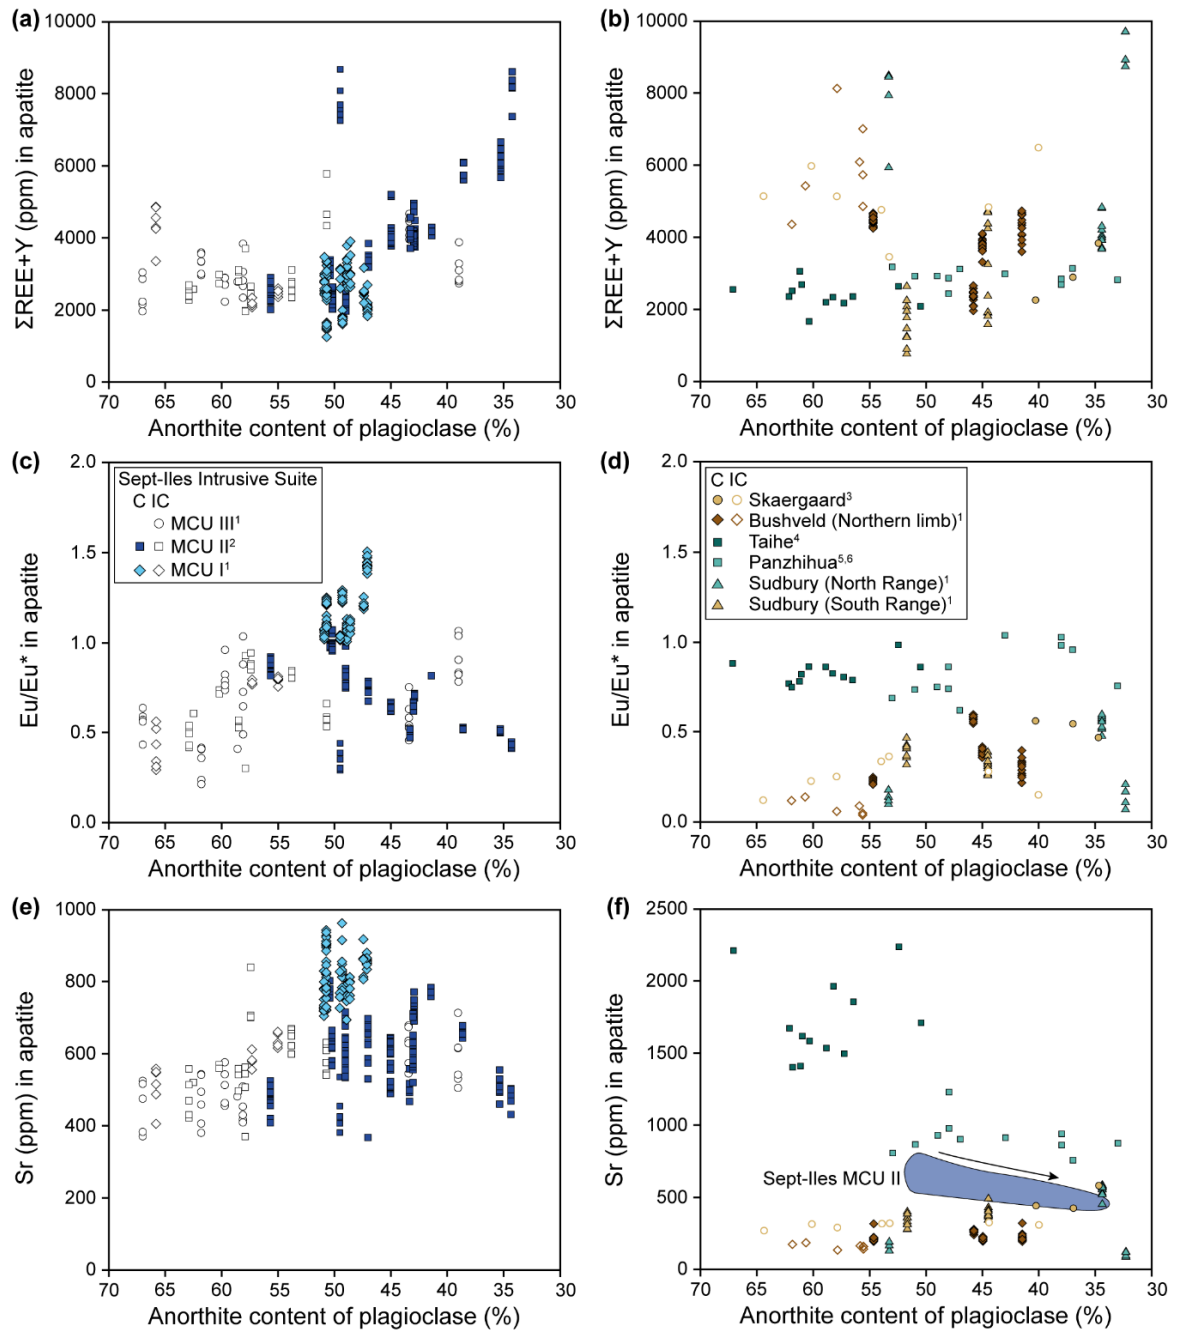 (a)
10000
8000
6000
4000
2000
0
ΣREE+Y (ppm) in apatite
70 65 60 55 50 45 40 30
Anorthite content of plagioclase (%)
(b)
10000
8000
6000
4000
2000
0
ΣREE+Y (ppm) in apatite
70 65 60 55 50 45 40 30
Anorthite content of plagioclase (%)
(c)
2.0
1.5
1.0
0.5
0.0
Eu/Eu* in apatite
Sept-Iles Intrusive Suite
C IC
MCU III¹
MCU II²
MCU I¹
70 65 60 55 50 45 40 30
Anorthite content of plagioclase (%)
(d)
2.0
1.5
1.0
0.5
0.0
Eu/Eu* in apatite
C IC
Skaergaard³
Bushveld (Northern limb)¹
Taihe⁴
Panzhihua⁵,⁶
Sudbury (North Range)¹
Sudbury (South Range)¹
70 65 60 55 50 45 40 30
Anorthite content of plagioclase (%)
(e)
1000
800
600
400
200
0
Sr (ppm) in apatite
70 65 60 55 50 45 40 30
Anorthite content of plagioclase (%)
(f)
2500
2000
1500
1000
500
0
Sr (ppm) in apatite
Sept-Iles MCU II
70 65 60 55 50 45 40 30
Anorthite content of plagioclase (%)